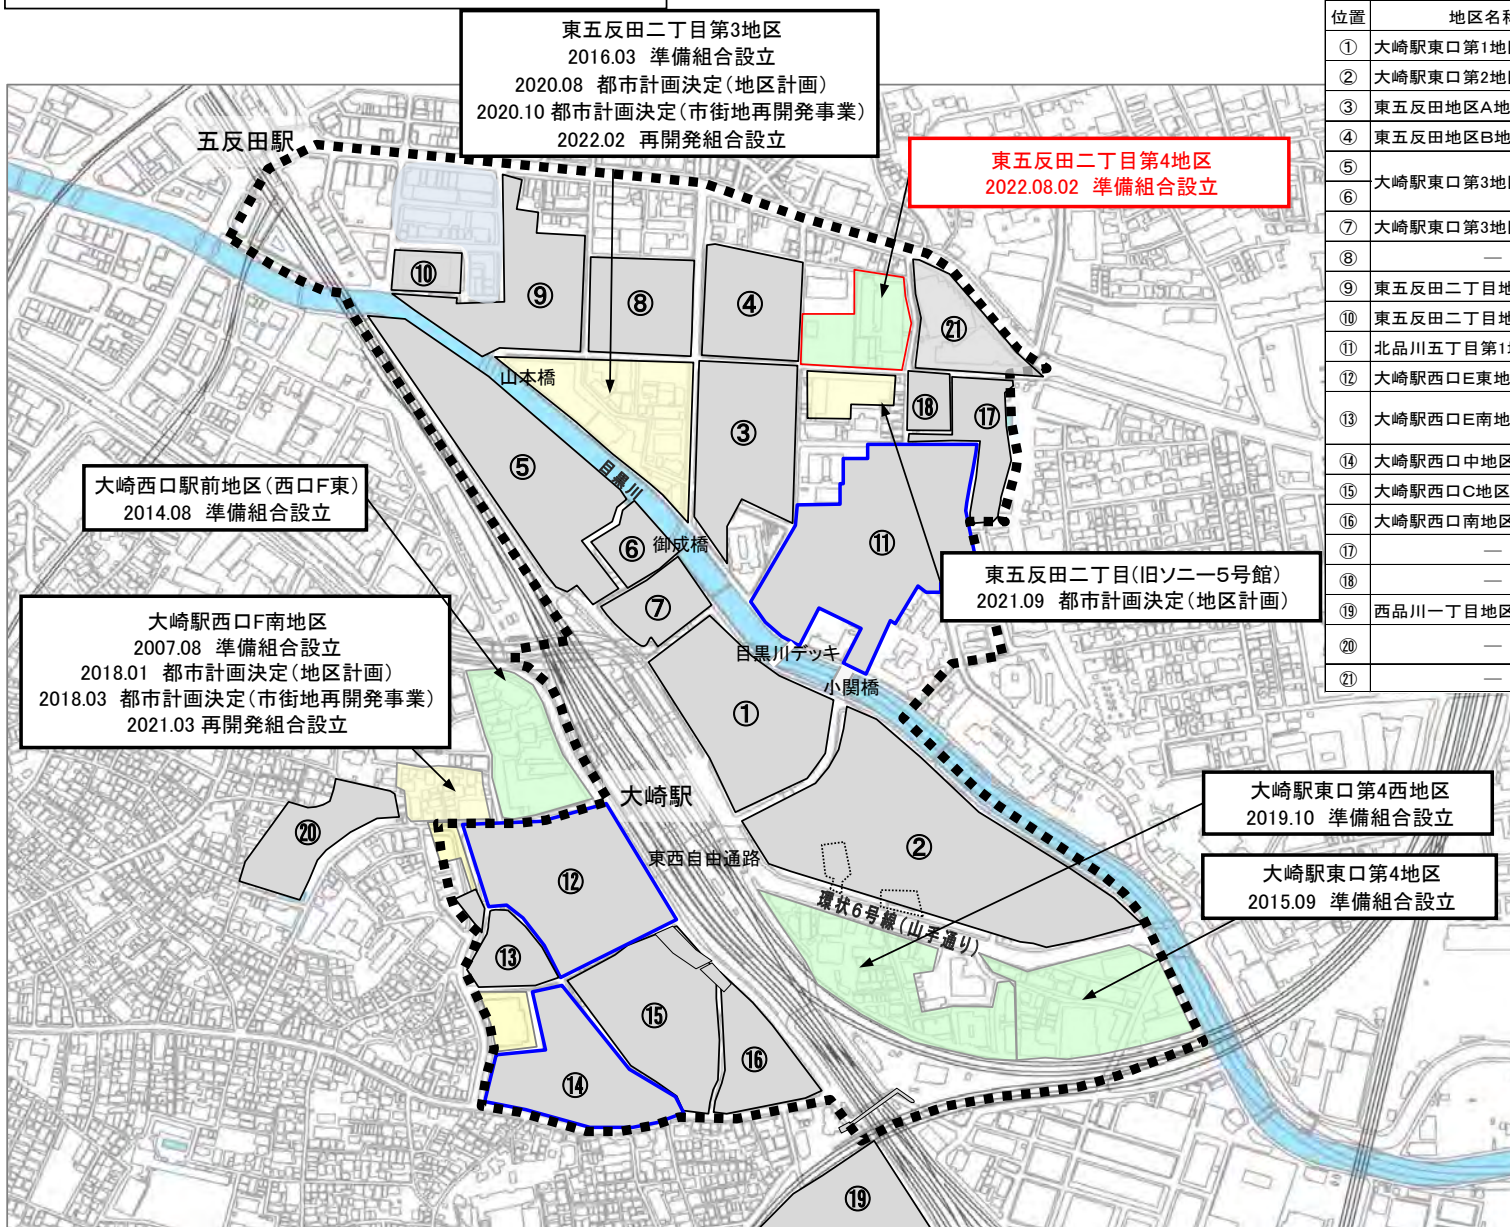 東五反田二丁目第3地区
2016.03 準備組合設立
2020.08 都市計画決定(地区計画)
2020.10 都市計画決定(市街地再開発事業)
2022.02 再開発組合設立
東五反田二丁目第4地区
2022.08.02 準備組合設立
五反田駅
⑩
⑨
⑧
④
㉑
山本橋
③
⑱
⑰
⑤
目黒川
大崎西口駅前地区(西口F東)
2014.08 準備組合設立
⑥
御成橋
⑪
東五反田二丁目(旧ソニー5号館)
2021.09 都市計画決定(地区計画)
⑦
大崎駅西口F南地区
2007.08 準備組合設立
2018.01 都市計画決定(地区計画)
2018.03 都市計画決定(市街地再開発事業)
2021.03 再開発組合設立
目黒川デッキ
小関橋
①
大崎駅
大崎駅東口第4西地区
2019.10 準備組合設立
⑳
②
東西自由通路
⑫
大崎駅東口第4地区
2015.09 準備組合設立
環状6号線(山手通り)
⑬
⑮
⑯
⑭
⑲
位置 地区名
① 大崎駅東口第1地
② 大崎駅東口第2地
③ 東五反田地区A地
④ 東五反田地区B地
⑤ 大崎駅東口第3地
⑥
⑦ 大崎駅東口第3地
⑧ ―
⑨ 東五反田二丁目
⑩ 東五反田二丁目
⑪ 北品川五丁目第1
⑫ 大崎駅西口E東地
⑬ 大崎駅西口E南地
⑭ 大崎駅西口中地区
⑮ 大崎駅西口C地区
⑯ 大崎駅西口南地区
⑰ ―
⑱ ―
⑲ 西品川一丁目地区
⑳ ―
㉑ ―